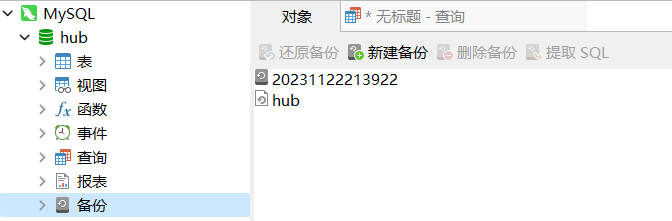 MySQL
hub
表
视图
fx 函数
事件
查询
报表
备份
对象
* 无标题 - 查询
还原备份 新建备份 删除备份 提取 SQL
20231122213922
hub